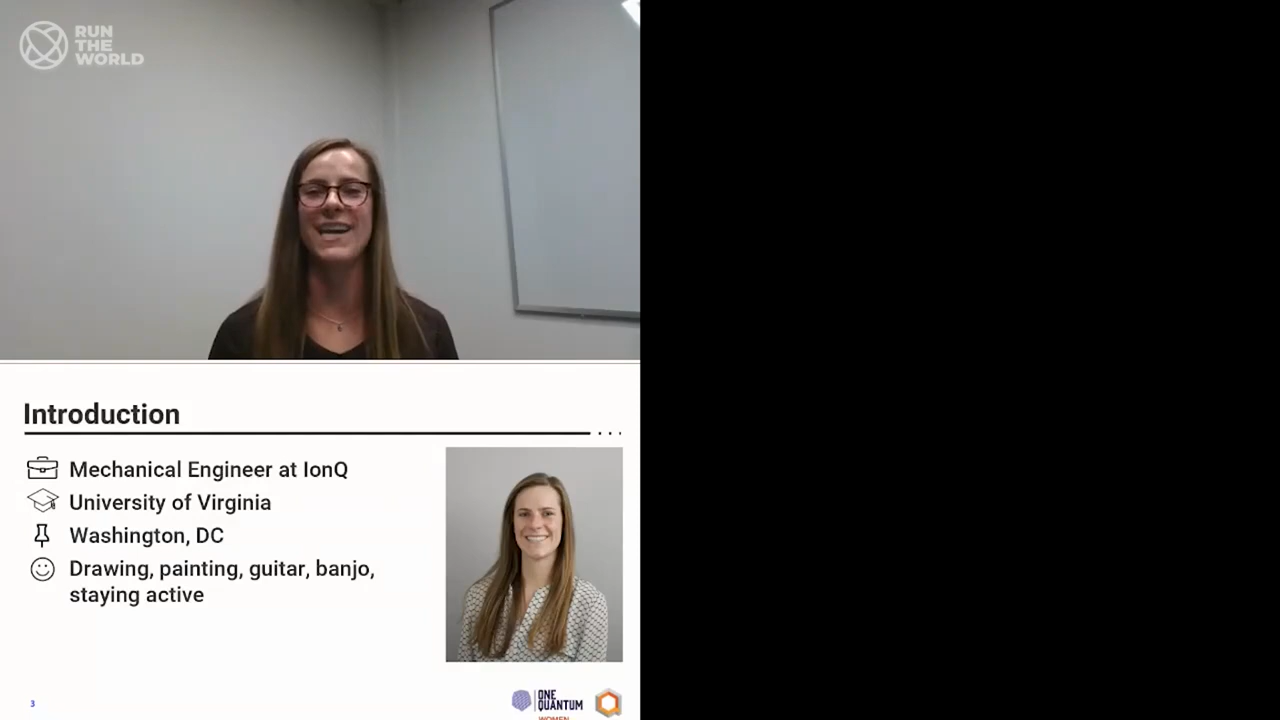 RUN
THE
WORLD
Introduction
Mechanical Engineer at IonQ
University of Virginia
Washington, DC
Drawing, painting, guitar, banjo,
staying active
3
ONE
QUANTUM
WOMEN